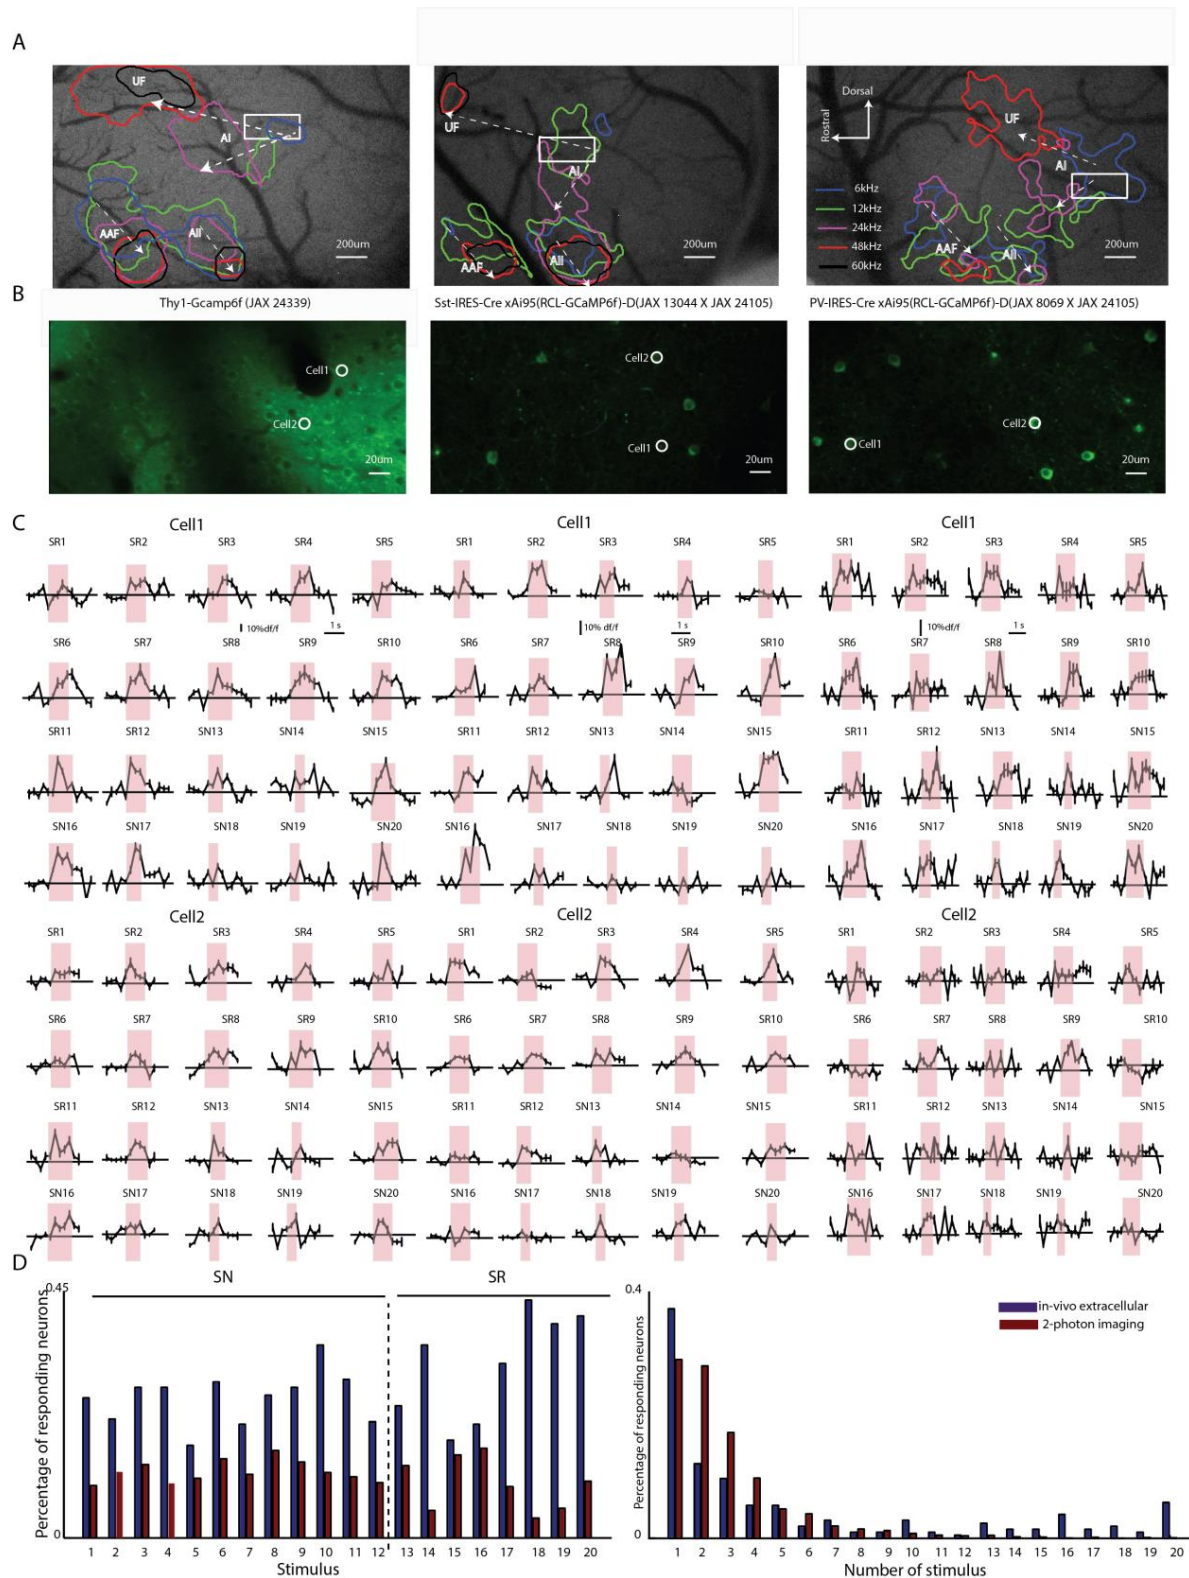 A
UF
AI
AAF
AII
200um
UF
AI
AAF
AII
200um
Dorsal
Rostral
UF
AI
AAF
AII
6kHz
12kHz
24kHz
48kHz
60kHz
200um
B
Thy1-Gcamp6f (JAX 24339)
Sst-IRES-Cre xAi95(RCL-GCaMP6f)-D(JAX 13044 X JAX 24105)
PV-IRES-Cre xAi95(RCL-GCaMP6f)-D(JAX 8069 X JAX 24105)
Cell1
Cell2
20um
Cell2
Cell1
20um
Cell2
Cell1
20um
C
Cell1 Cell1 Cell1
SR1 SR2 SR3 SR4 SR5 SR1 SR2 SR3 SR4 SR5 SR1 SR2 SR3 SR4 SR5
10%df/f 1 s 10% df/f 1 s 10%df/f 1 s
SR6 SR7 SR8 SR9 SR10 SR6 SR7 SR8 SR9 SR10 SR6 SR7 SR8 SR9 SR10
SR11 SR12 SN13 SN14 SN15 SR11 SR12 SN13 SN14 SN15 SR11 SR12 SN13 SN14 SN15
SN16 SN17 SN18 SN19 SN20 SN16 SN17 SN18 SN19 SN20 SN16 SN17 SN18 SN19 SN20
Cell2 Cell2 Cell2
SR1 SR2 SR3 SR4 SR5 SR1 SR2 SR3 SR4 SR5 SR1 SR2 SR3 SR4 SR5
SR6 SR7 SR8 SR9 SR10 SR6 SR7 SR8 SR9 SR10 SR6 SR7 SR8 SR9 SR10
SR11 SR12 SN13 SN14 SN15 SR11 SR12 SN13 SN14 SN15 SR11 SR12 SN13 SN14 SN15
SN16 SN17 SN18 SN19 SN20 SN16 SN17 SN18 SN19 SN20 SN16 SN17 SN18 SN19 SN20
D
SN SR
0.45
Percentage of responding neurons
0
1 2 3 4 5 6 7 8 9 10 11 12 13 14 15 16 17 18 19 20
Stimulus
0.4
Percentage of responding neurons
0
in-vivo extracellular
2-photon imaging
1 2 3 4 5 6 7 8 9 10 11 12 13 14 15 16 17 18 19 20
Number of stimulus